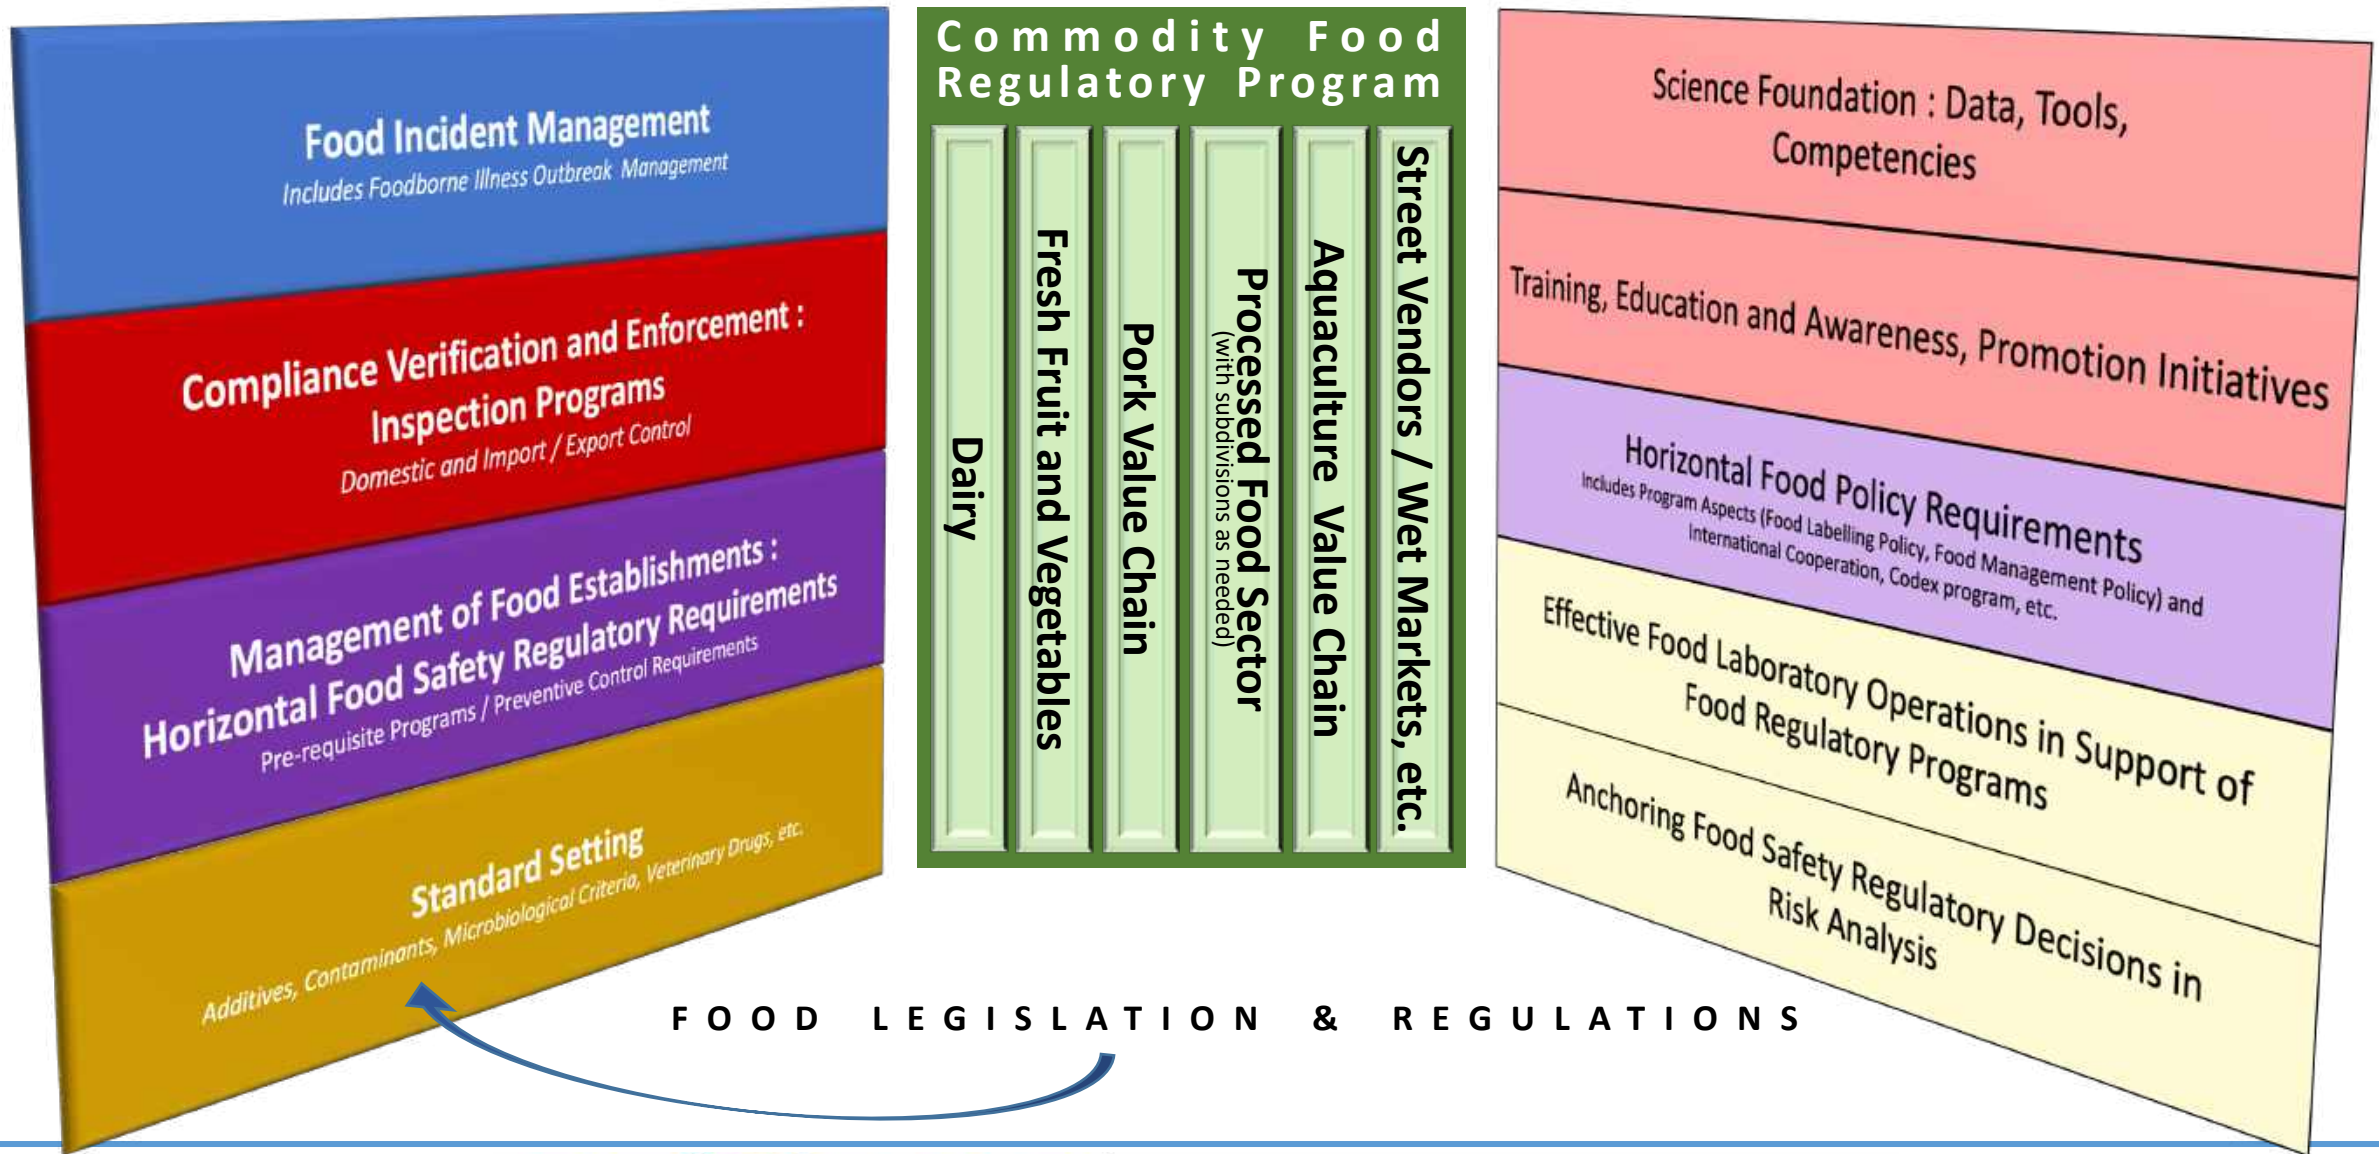 Food Incident Management
Includes Foodborne Illness Outbreak Management
Compliance Verification and Enforcement :
Inspection Programs
Domestic and Import / Export Control
Management of Food Establishments :
Horizontal Food Safety Regulatory Requirements
Pre-requisite Programs / Preventive Control Requirements
Standard Setting
Additives, Contaminants, Microbiological Criteria, Veterinary Drugs, etc.
Commodity Food
Regulatory Program
Dairy
Fresh Fruit and Vegetables
Pork Value Chain
Processed Food Sector
(with subdivisions as needed)
Aquaculture Value Chain
Street Vendors / Wet Markets, etc.
Science Foundation : Data, Tools,
Competencies
Training, Education and Awareness, Promotion Initiatives
Horizontal Food Policy Requirements
Includes Program Aspects (Food Labelling Policy, Food Management Policy) and
International Cooperation, Codex program, etc.
Effective Food Laboratory Operations in Support of
Food Regulatory Programs
Anchoring Food Safety Regulatory Decisions in
Risk Analysis
FOOD LEGISLATION & REGULATIONS